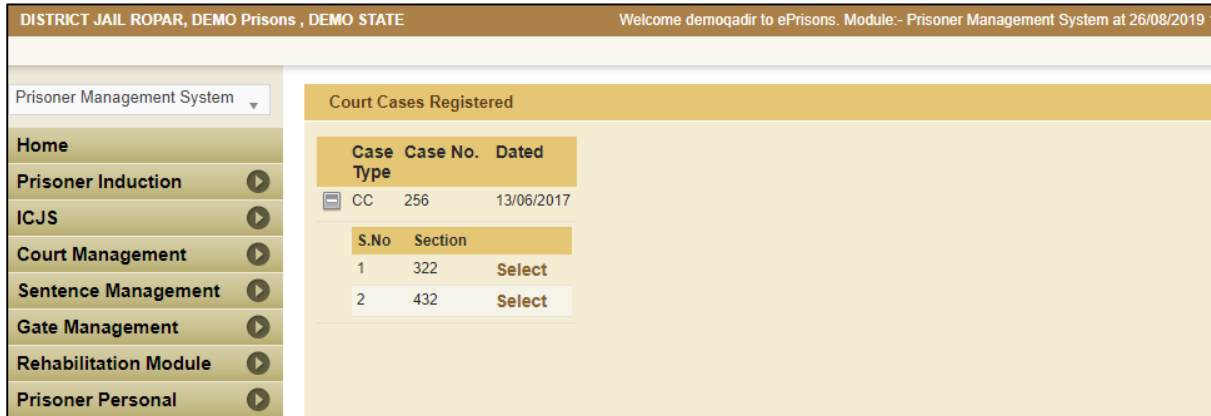 DISTRICT JAIL ROPAR, DEMO Prisons , DEMO STATE
Welcome demoqadir to ePrisons. Module:- Prisoner Management System at 26/08/2019
Prisoner Management System
Home
Prisoner Induction
ICJS
Court Management
Sentence Management
Gate Management
Rehabilitation Module
Prisoner Personal
Court Cases Registered
Case Type Case No. Dated
CC 256 13/06/2017
S.No Section
1 322 Select
2 432 Select